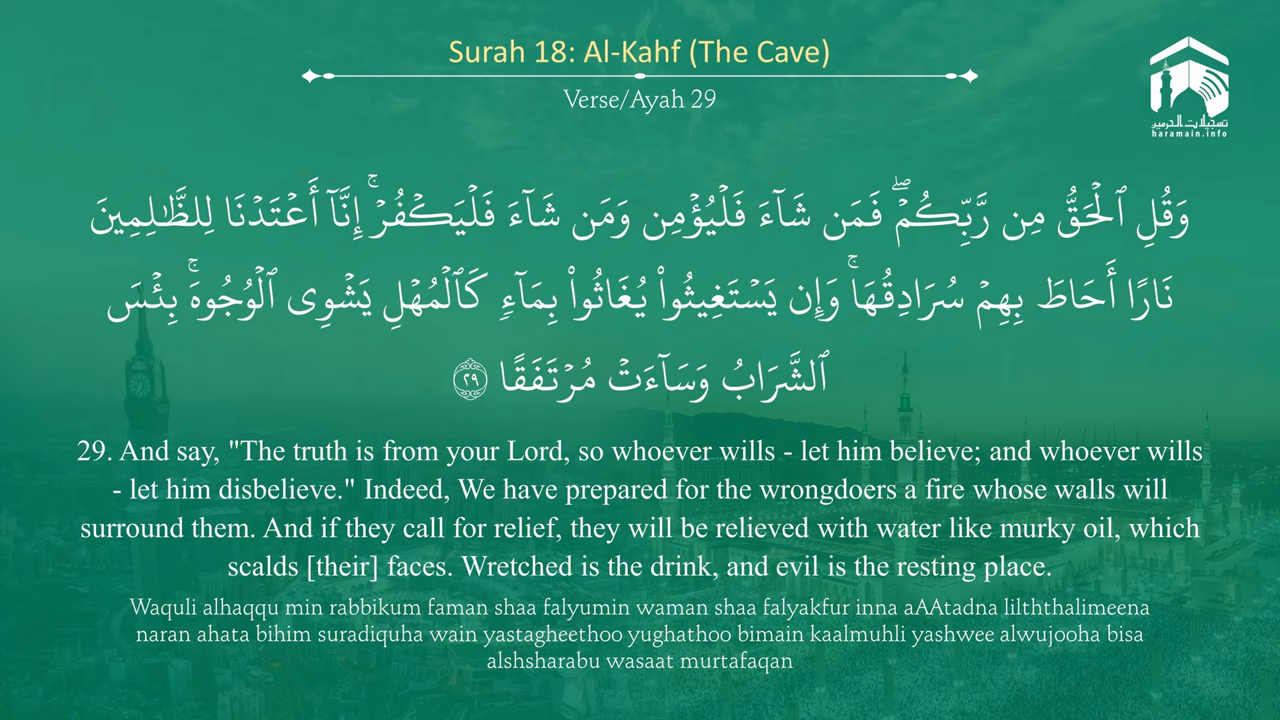 Surah 18: Al-Kahf (The Cave)
Verse/Ayah 29
تسجيلات الحرمين
haramain.info
وَقُلِ ٱلۡحَقُّ مِن رَّبِّكُمۡۖ فَمَن شَآءَ فَلۡيُؤۡمِن وَمَن شَآءَ فَلۡيَكۡفُرۡۚ إِنَّآ أَعۡتَدۡنَا لِلظَّٰلِمِينَ
نَارًا أَحَاطَ بِهِمۡ سُرَادِقُهَاۚ وَإِن يَسۡتَغِيثُواْ يُغَاثُواْ بِمَآءٖ كَٱلۡمُهۡلِ يَشۡوِي ٱلۡوُجُوهَۚ بِئۡسَ
ٱلشَّرَابُ وَسَآءَتۡ مُرۡتَفَقًا ٢٩
29. And say, "The truth is from your Lord, so whoever wills - let him believe; and whoever wills
- let him disbelieve." Indeed, We have prepared for the wrongdoers a fire whose walls will
surround them. And if they call for relief, they will be relieved with water like murky oil, which
scalds [their] faces. Wretched is the drink, and evil is the resting place.
Waquli alhaqqu min rabbikum faman shaa falyumin waman shaa falyakfur inna aAAtadna lilththalimeena
naran ahata bihim suradiquha wain yastagheethoo yughathoo bimain kaalmuhli yashwee alwujooha bisa
alshsharabu wasaat murtafaqan